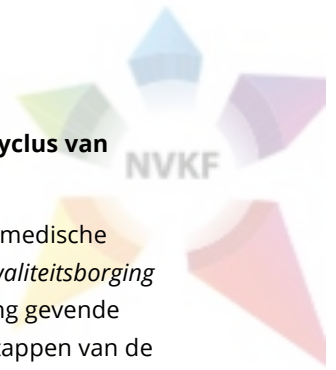 yclus van
NVKF
medische
valiteitsborging
ng gevende
tappen van de